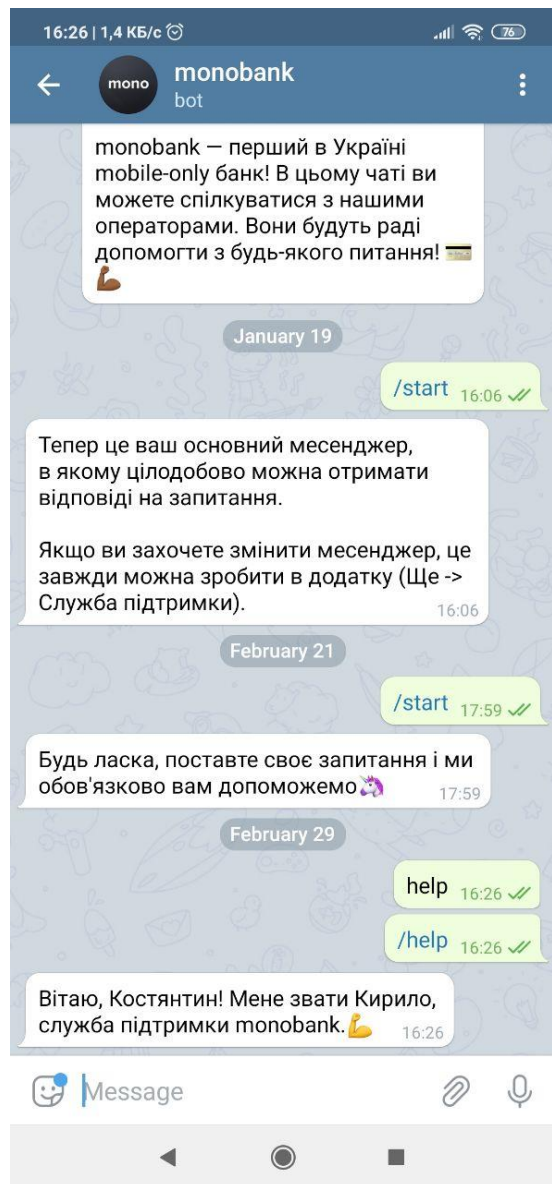 16:26 | 1,4 КБ/с
76
mono
monobank
bot
monobank — перший в Україні
mobile-only банк! В цьому чаті ви
можете спілкуватися з нашими
операторами. Вони будуть раді
допомогти з будь-якого питання! 💳
💪🏾
January 19
/start 16:06
Тепер це ваш основний месенджер,
в якому цілодобово можна отримати
відповіді на запитання.
Якщо ви захочете змінити месенджер, це
завжди можна зробити в додатку (Ще ->
Служба підтримки). 16:06
February 21
/start 17:59
Будь ласка, поставте своє запитання і ми
обов'язково вам допоможемо🦄 17:59
February 29
help 16:26
/help 16:26
Вітаю, Костянтин! Мене звати Кирило,
служба підтримки monobank.💪 16:26
Message